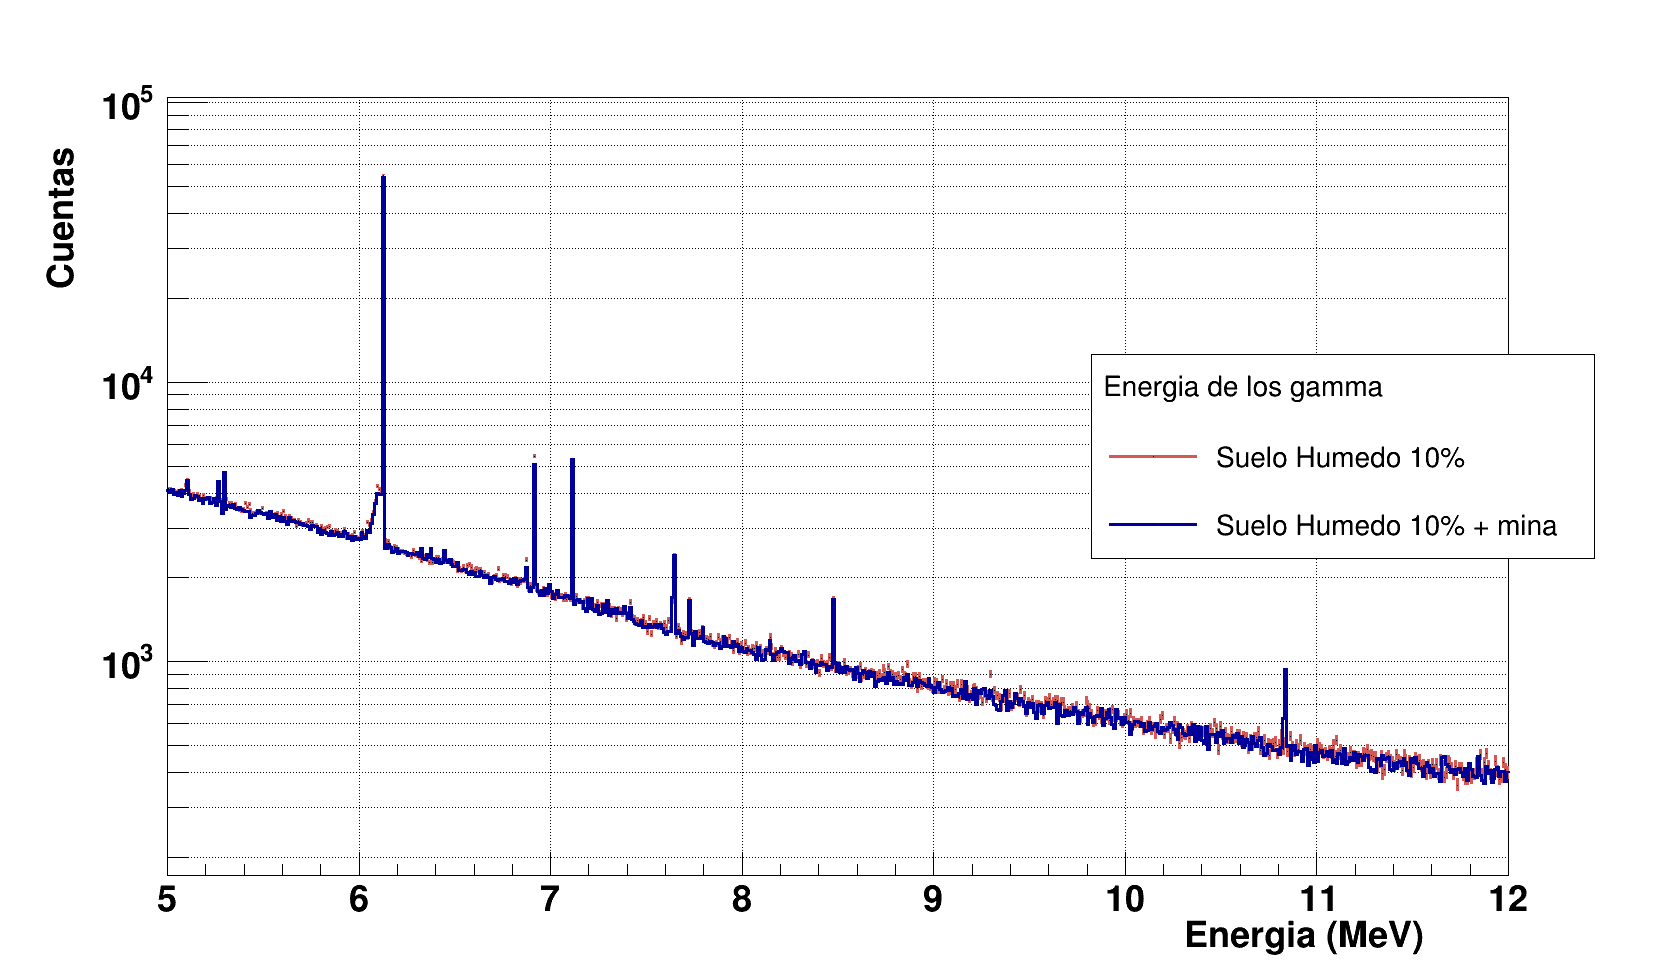 10^5
10^4
10^3
Cuentas
Energia de los gamma
Suelo Humedo 10%
Suelo Humedo 10% + mina
5 6 7 8 9 10 11 12
Energia (MeV)